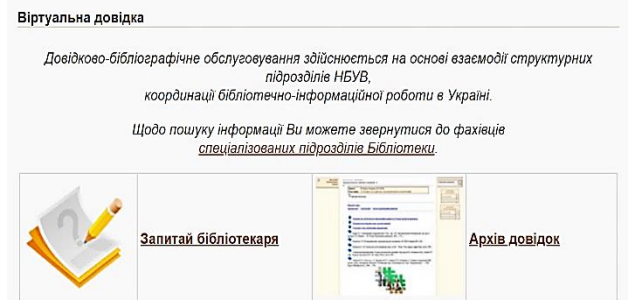 Віртуальна довідка
Довідково-бібліографічне обслуговування здійснюється на основі взаємодії структурних
підрозділів НБУВ,
координації бібліотечно-інформаційної роботи в Україні.
Щодо пошуку інформації Ви можете звернутися до фахівців
спеціалізованих підрозділів Бібліотеки.
Запитай бібліотекаря
Архів довідок